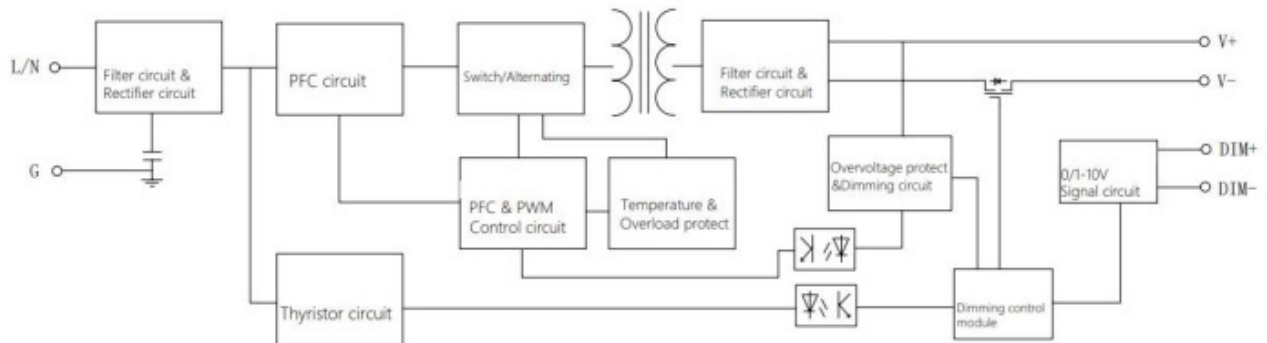 L/N
Filter circuit &
Rectifier circuit
PFC circuit
Switch/Alternating
Filter circuit &
Rectifier circuit
V+
V-
G
PFC & PWM
Control circuit
Temperature &
Overload protect
Overvoltage protect
&Dimming circuit
0/1-10V
Signal circuit
DIM+
DIM-
Thyristor circuit
Dimming control
module